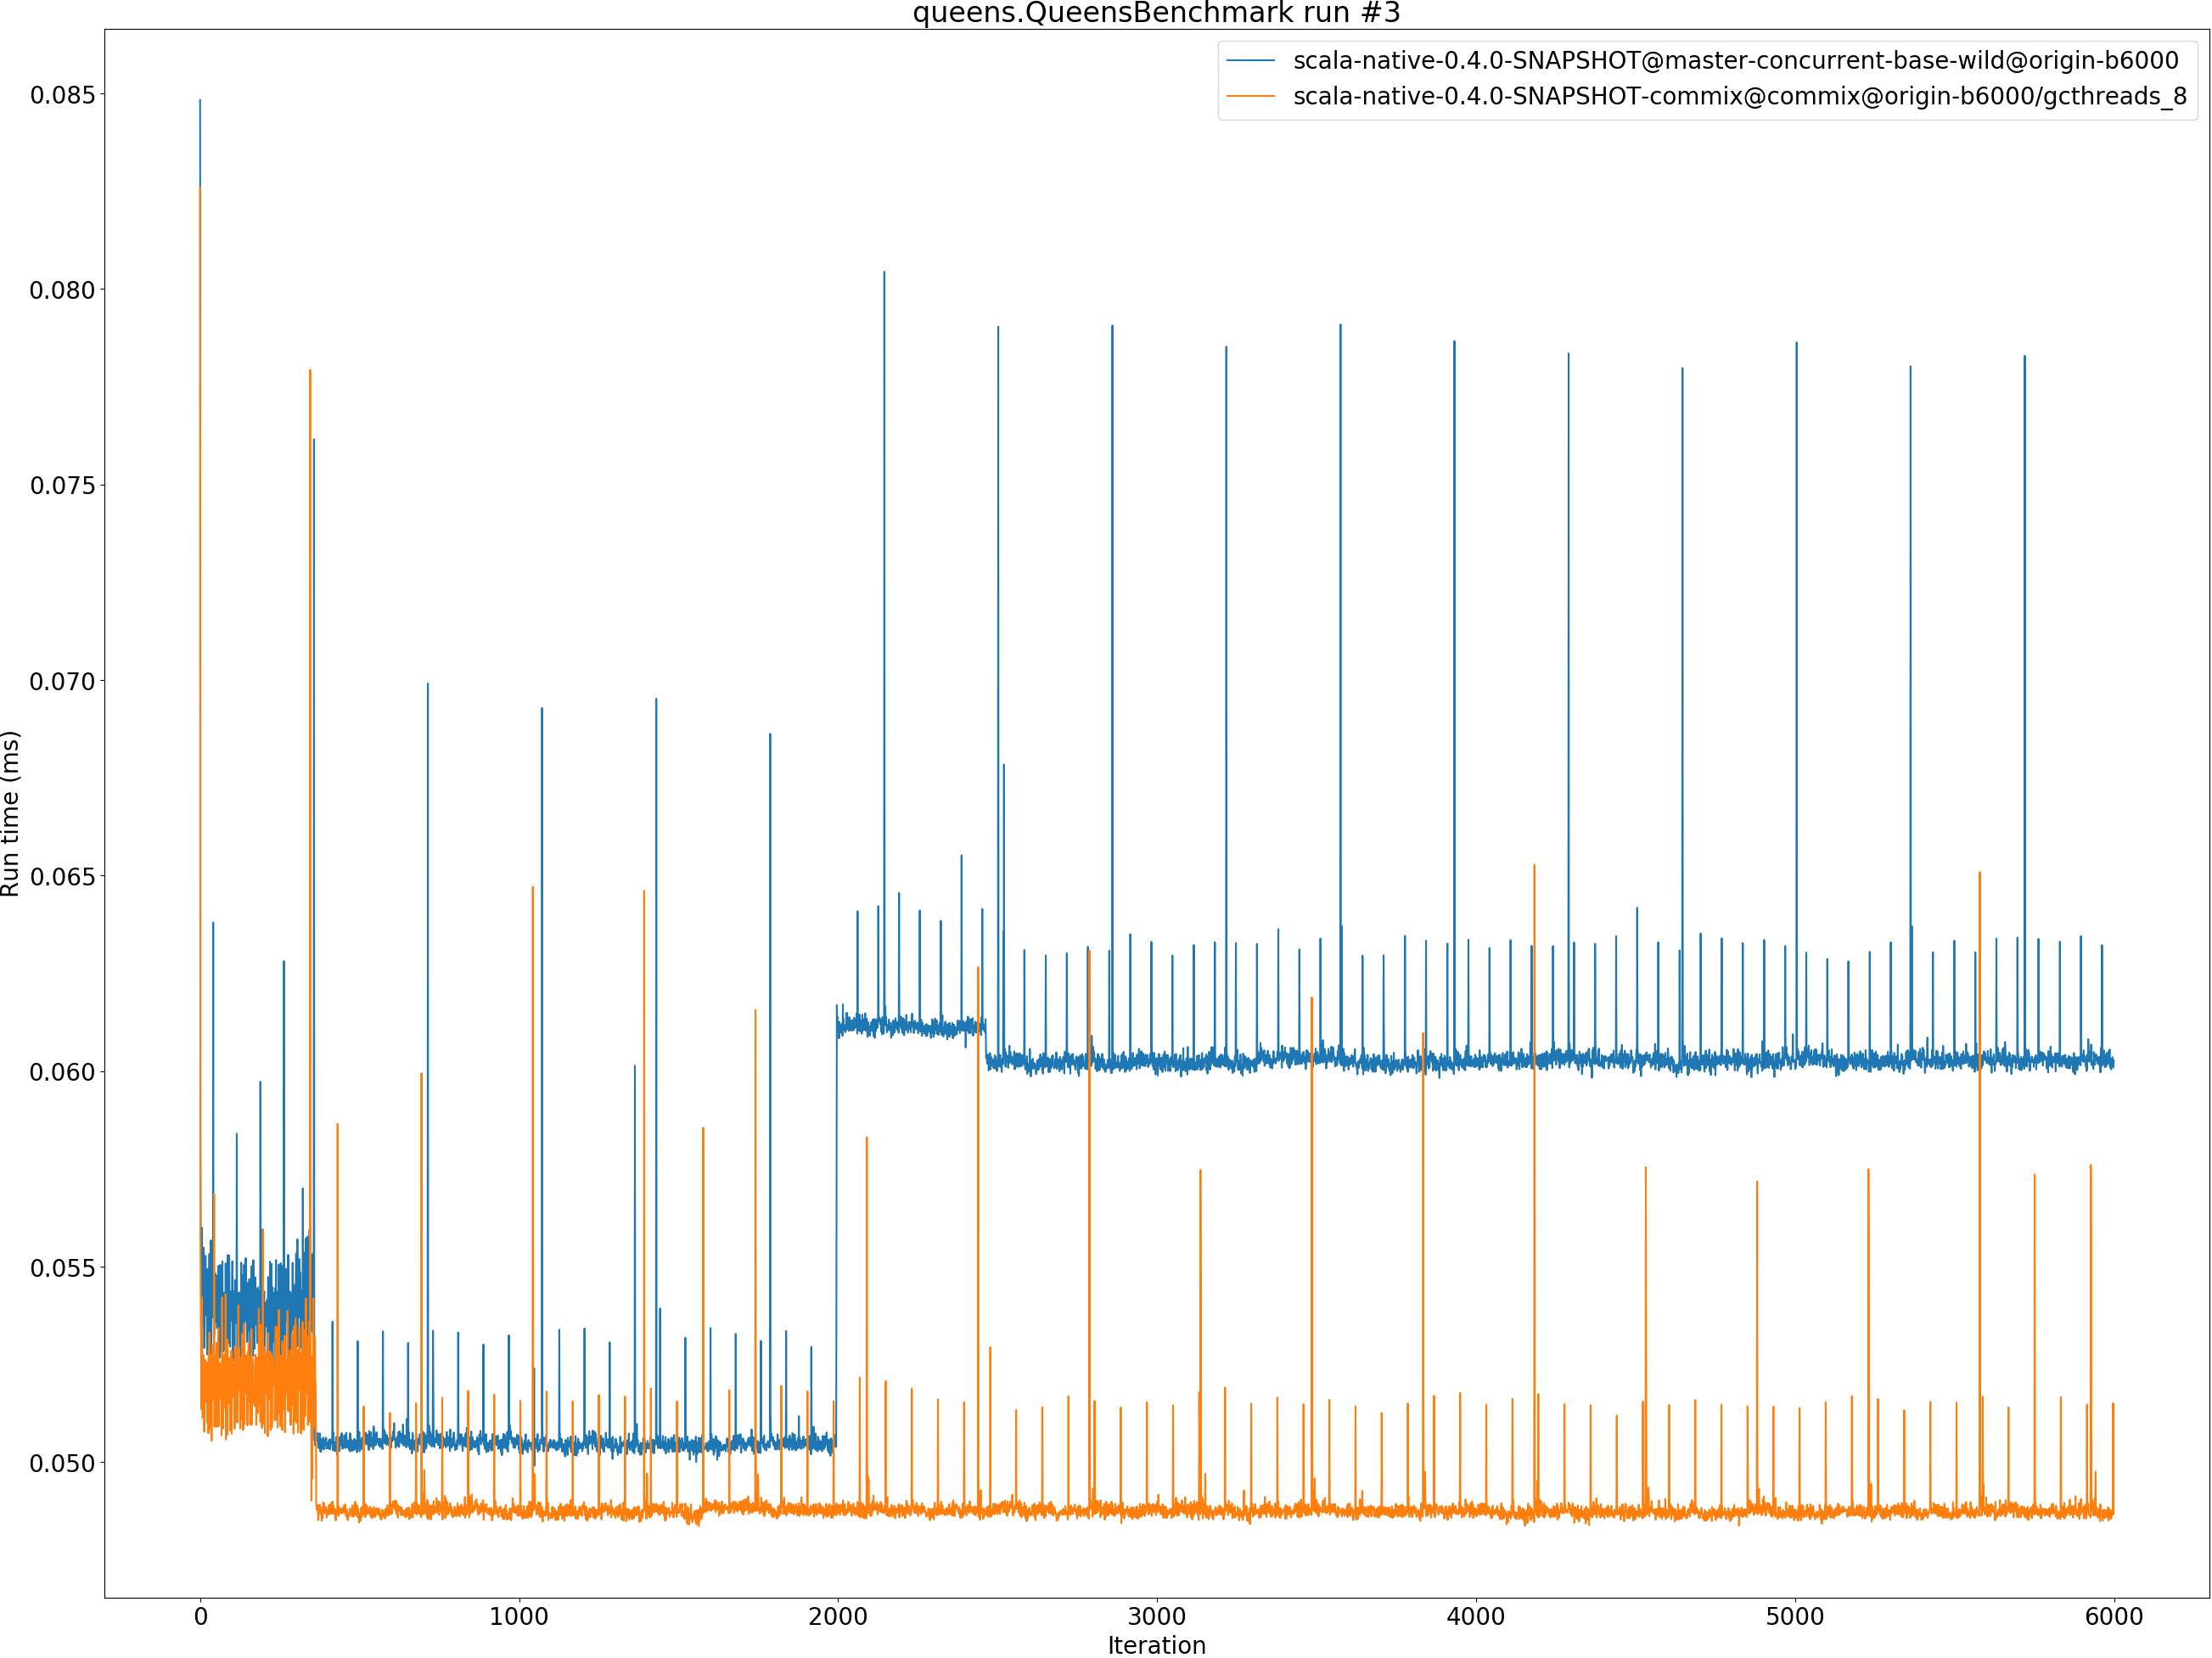 queens.QueensBenchmark run #3
scala-native-0.4.0-SNAPSHOT@master-concurrent-base-wild@origin-b6000
scala-native-0.4.0-SNAPSHOT-commix@commix@origin-b6000/gcthreads_8
Run time (ms)
0.085
0.080
0.075
0.070
0.065
0.060
0.055
0.050
0 1000 2000 3000 4000 5000 6000
Iteration